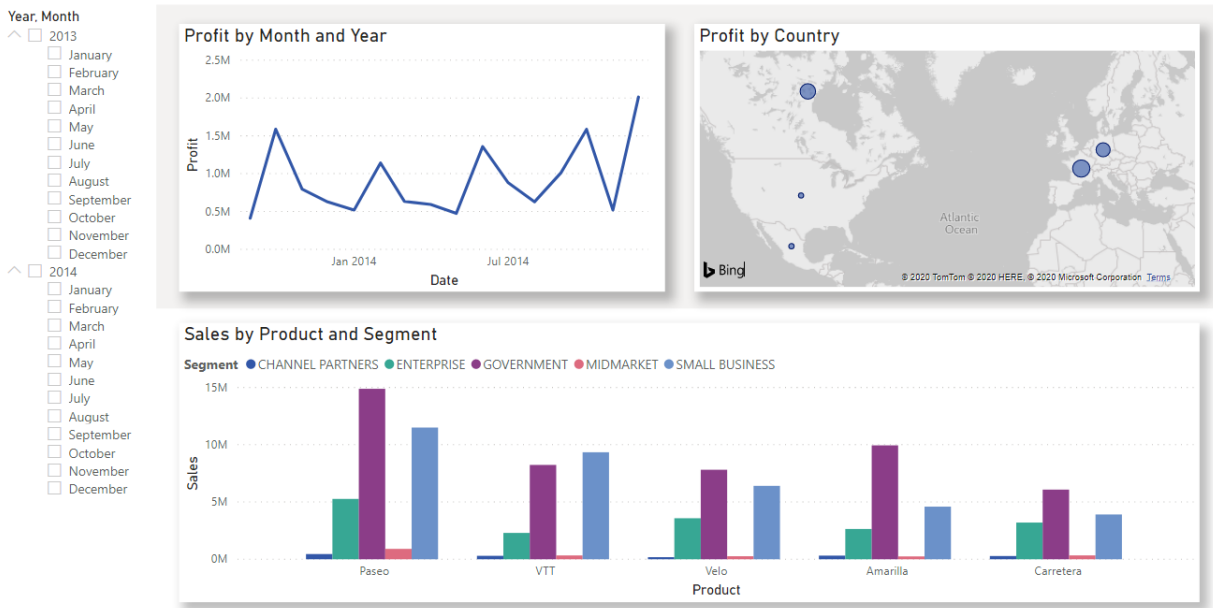 Year, Month
2013
January
February
March
April
May
June
July
August
September
October
November
December
2014
January
February
March
April
May
June
July
August
September
October
November
December
Profit by Month and Year
2.5M
2.0M
1.5M
1.0M
0.5M
0.0M
Profit
Jan 2014 Jul 2014
Date
Profit by Country
Atlantic
Ocean
Bing
© 2020 TomTom © 2020 HERE, © 2020 Microsoft Corporation Terms
Sales by Product and Segment
Segment CHANNEL PARTNERS ENTERPRISE GOVERNMENT MIDMARKET SMALL BUSINESS
15M
10M
5M
0M
Sales
Paseo VTT Velo Amarilla Carretera
Product